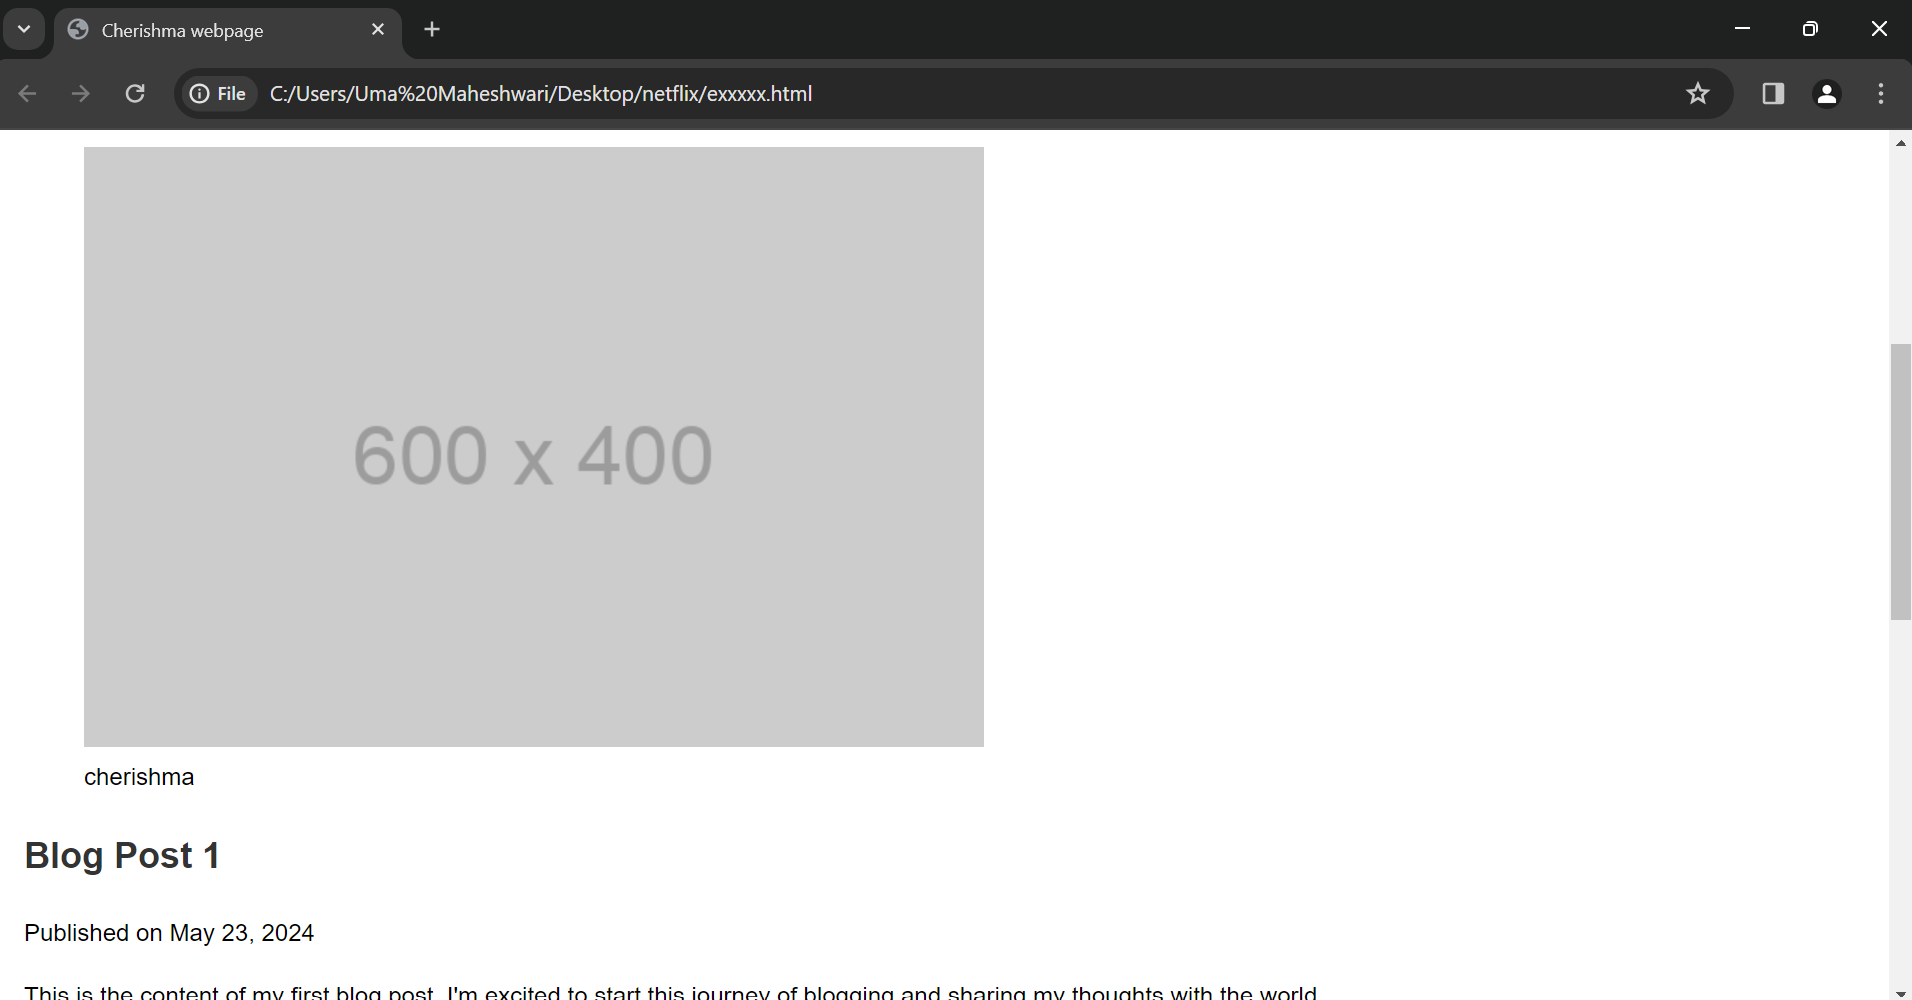 Cherishma webpage
File C:/Users/Uma%20Maheshwari/Desktop/netflix/exxxxx.html
600 x 400
cherishma
Blog Post 1
Published on May 23, 2024
This is the content of my first blog post. I'm excited to start this journey of blogging and sharing my thoughts with the world.